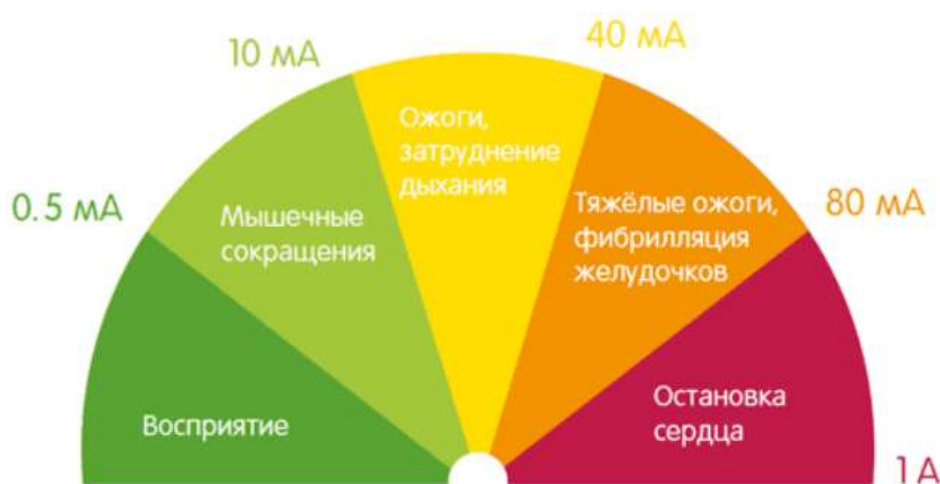 10 мА
40 мА
Ожоги,
затруднение
дыхания
0.5 мА
Мышечные
сокращения
Тяжёлые ожоги,
фибрилляция
желудочков
80 мА
Восприятие
Остановка
сердца
1 А